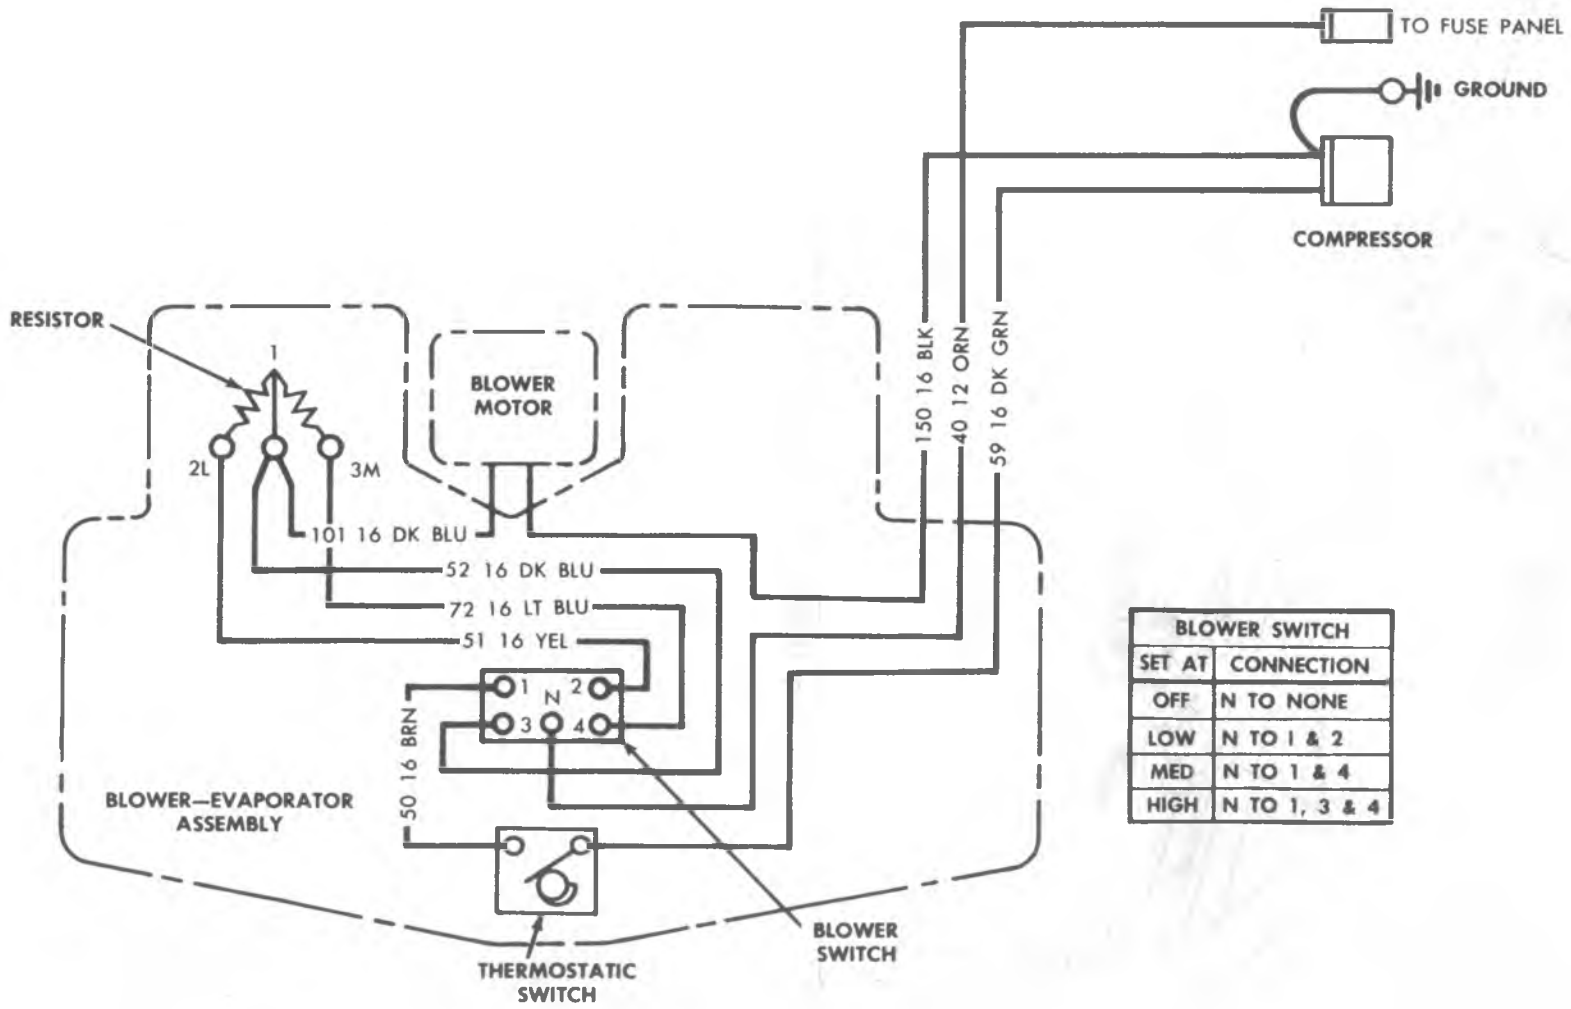 TO FUSE PANEL
GROUND
COMPRESSOR
RESISTOR
1
2L
3M
BLOWER
MOTOR
150 16 BLK
40 12 ORN
59 16 DK GRN
101 16 DK BLU
52 16 DK BLU
72 16 LT BLU
51 16 YEL
1
2
N
3
4
50 16 BRN
BLOWER—EVAPORATOR
ASSEMBLY
THERMOSTATIC
SWITCH
BLOWER
SWITCH
BLOWER SWITCH
SET AT CONNECTION
OFF N TO NONE
LOW N TO 1 & 2
MED N TO 1 & 4
HIGH N TO 1, 3 & 4